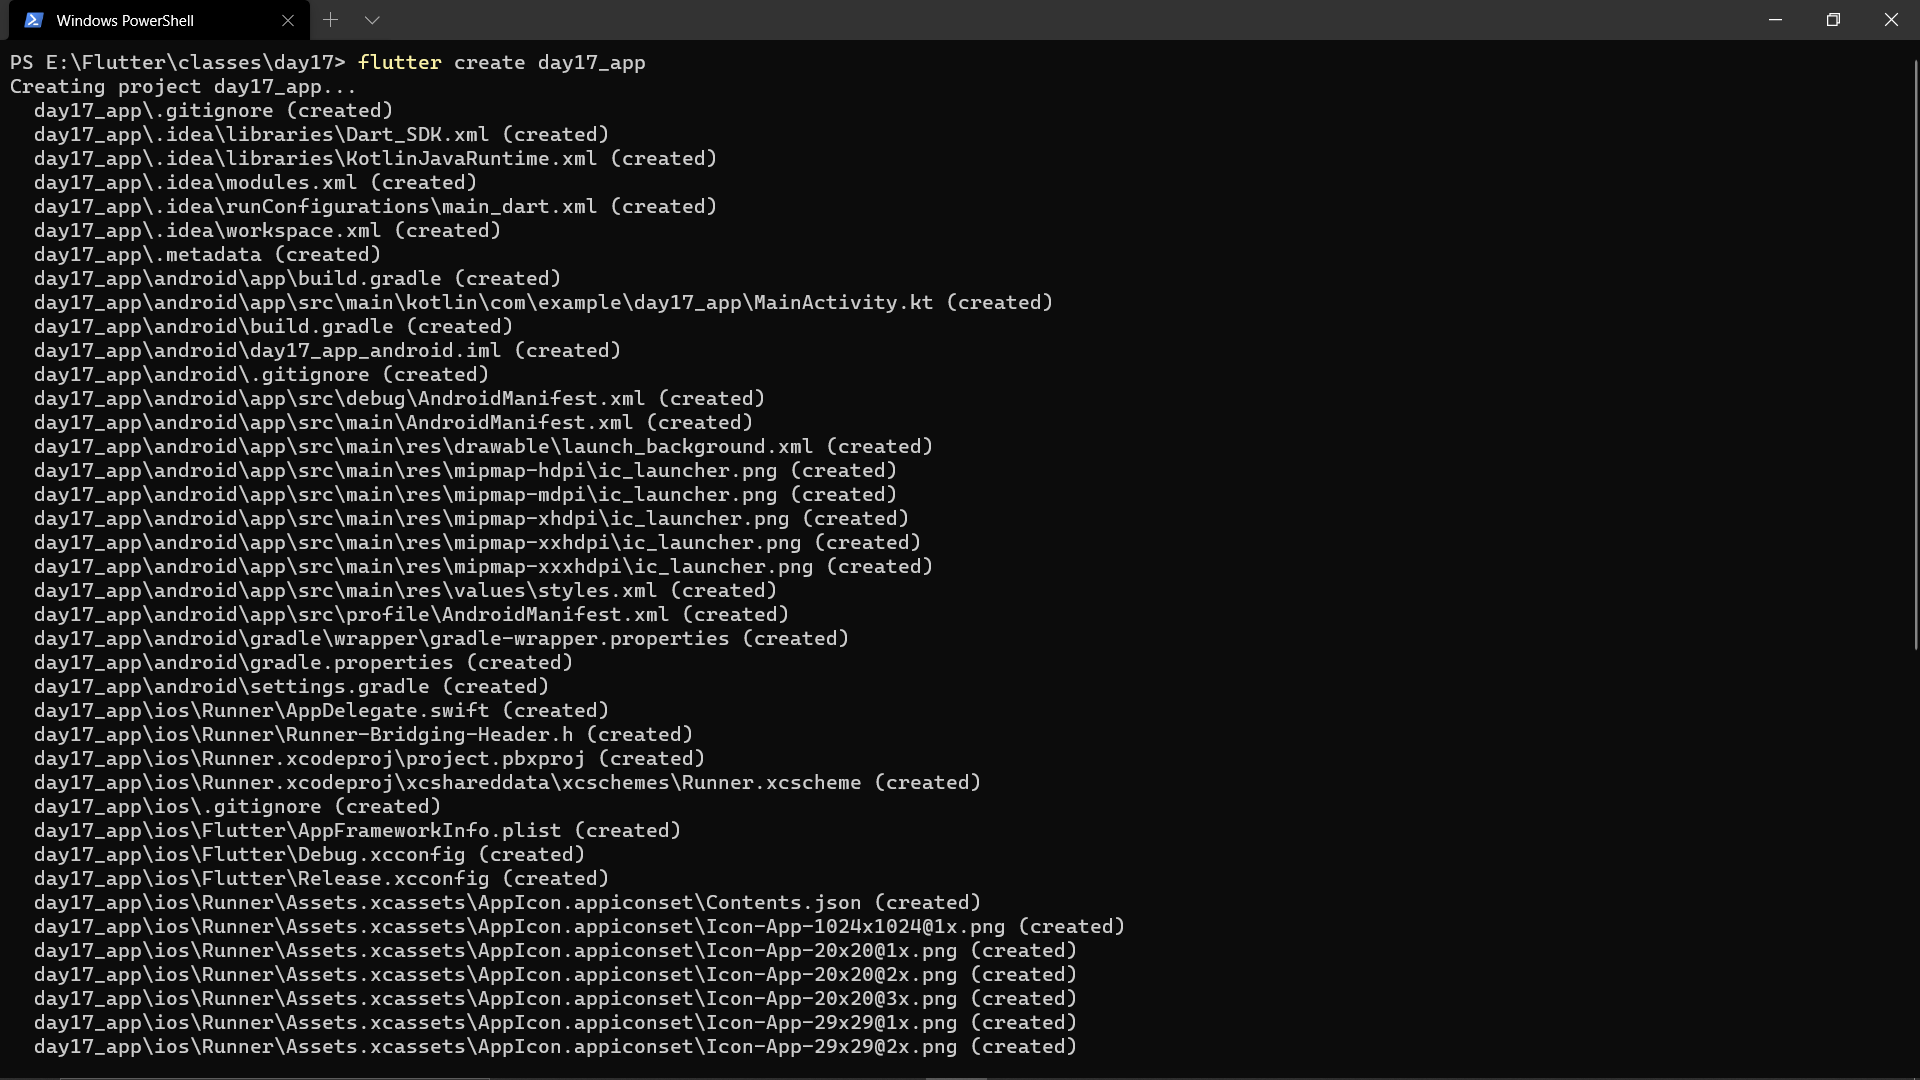 Windows PowerShell
PS E:\Flutter\classes\day17> flutter create day17_app
Creating project day17_app...
day17_app\.gitignore (created)
day17_app\.idea\libraries\Dart_SDK.xml (created)
day17_app\.idea\libraries\KotlinJavaRuntime.xml (created)
day17_app\.idea\modules.xml (created)
day17_app\.idea\runConfigurations\main_dart.xml (created)
day17_app\.idea\workspace.xml (created)
day17_app\.metadata (created)
day17_app\android\app\build.gradle (created)
day17_app\android\app\src\main\kotlin\com\example\day17_app\MainActivity.kt (created)
day17_app\android\build.gradle (created)
day17_app\android\day17_app_android.iml (created)
day17_app\android\.gitignore (created)
day17_app\android\app\src\debug\AndroidManifest.xml (created)
day17_app\android\app\src\main\AndroidManifest.xml (created)
day17_app\android\app\src\main\res\drawable\launch_background.xml (created)
day17_app\android\app\src\main\res\mipmap-hdpi\ic_launcher.png (created)
day17_app\android\app\src\main\res\mipmap-mdpi\ic_launcher.png (created)
day17_app\android\app\src\main\res\mipmap-xhdpi\ic_launcher.png (created)
day17_app\android\app\src\main\res\mipmap-xxhdpi\ic_launcher.png (created)
day17_app\android\app\src\main\res\mipmap-xxxhdpi\ic_launcher.png (created)
day17_app\android\app\src\main\res\values\styles.xml (created)
day17_app\android\app\src\profile\AndroidManifest.xml (created)
day17_app\android\gradle\wrapper\gradle-wrapper.properties (created)
day17_app\android\gradle.properties (created)
day17_app\android\settings.gradle (created)
day17_app\ios\Runner\AppDelegate.swift (created)
day17_app\ios\Runner\Runner-Bridging-Header.h (created)
day17_app\ios\Runner.xcodeproj\project.pbxproj (created)
day17_app\ios\Runner.xcodeproj\xcshareddata\xcschemes\Runner.xcscheme (created)
day17_app\ios\.gitignore (created)
day17_app\ios\Flutter\AppFrameworkInfo.plist (created)
day17_app\ios\Flutter\Debug.xcconfig (created)
day17_app\ios\Flutter\Release.xcconfig (created)
day17_app\ios\Runner\Assets.xcassets\AppIcon.appiconset\Contents.json (created)
day17_app\ios\Runner\Assets.xcassets\AppIcon.appiconset\Icon-App-1024x1024@1x.png (created)
day17_app\ios\Runner\Assets.xcassets\AppIcon.appiconset\Icon-App-20x20@1x.png (created)
day17_app\ios\Runner\Assets.xcassets\AppIcon.appiconset\Icon-App-20x20@2x.png (created)
day17_app\ios\Runner\Assets.xcassets\AppIcon.appiconset\Icon-App-20x20@3x.png (created)
day17_app\ios\Runner\Assets.xcassets\AppIcon.appiconset\Icon-App-29x29@1x.png (created)
day17_app\ios\Runner\Assets.xcassets\AppIcon.appiconset\Icon-App-29x29@2x.png (created)